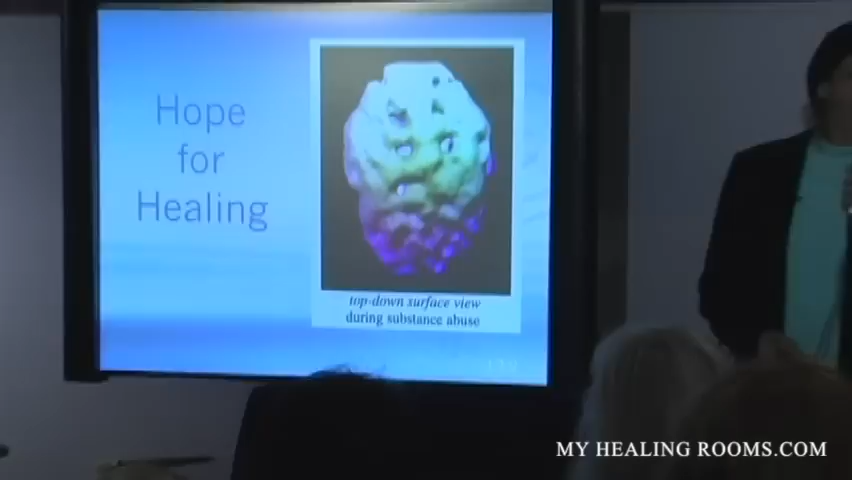 Hope
for
Healing
top-down surface view
during substance abuse
MY HEALING ROOMS.COM